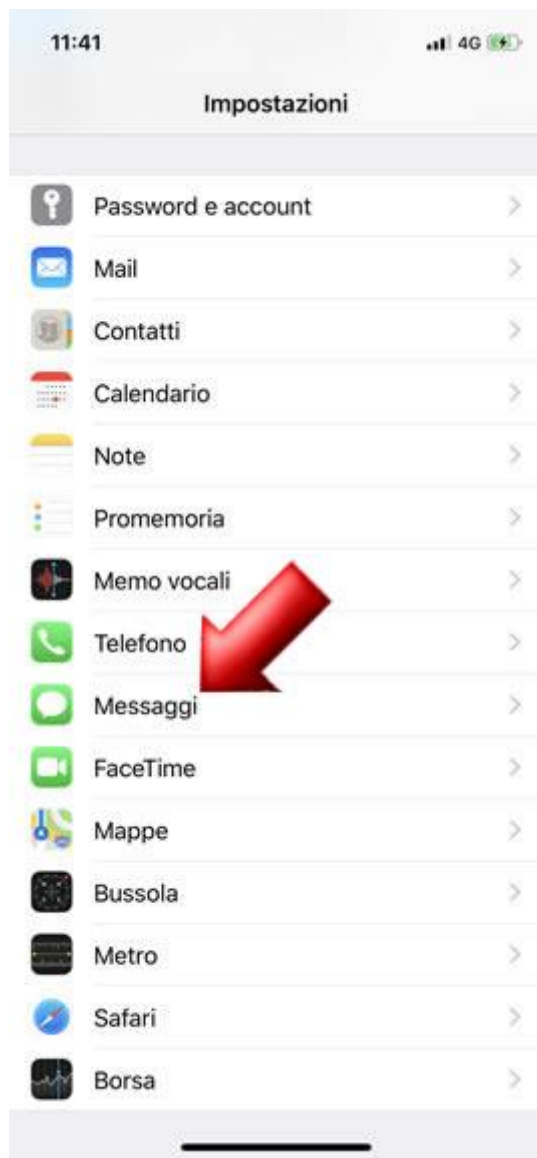 11:41 4G
Impostazioni
Password e account
Mail
Contatti
Calendario
Note
Promemoria
Memo vocali
Telefono
Messaggi
FaceTime
Mappe
Bussola
Metro
Safari
Borsa